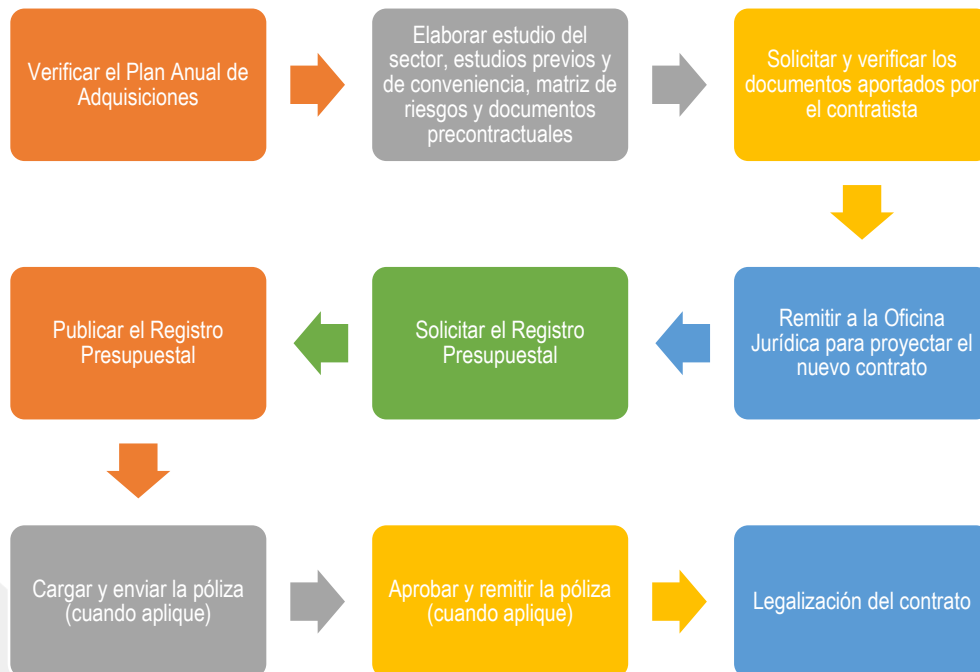 Verificar el Plan Anual de
Adquisiciones
Elaborar estudio del
sector, estudios previos y
de conveniencia, matriz de
riesgos y documentos
precontractuales
Solicitar y verificar los
documentos aportados por
el contratista
Remitir a la Oficina
Jurídica para proyectar el
nuevo contrato
Solicitar el Registro
Presupuestal
Publicar el Registro
Presupuestal
Cargar y enviar la póliza
(cuando aplique)
Aprobar y remitir la póliza
(cuando aplique)
Legalización del contrato